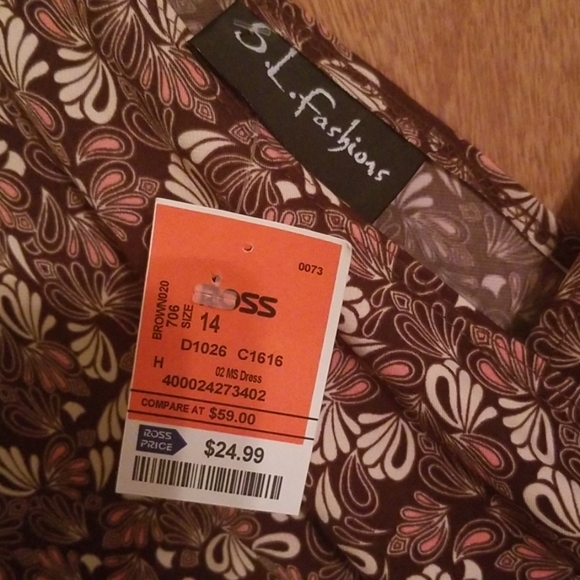 S.L. Fashions
0073
ROSS
BROWN020
706
SIZE
14
D1026 C1616
H
02 MS Dress
400024273402
COMPARE AT $59.00
ROSS
PRICE
$24.99